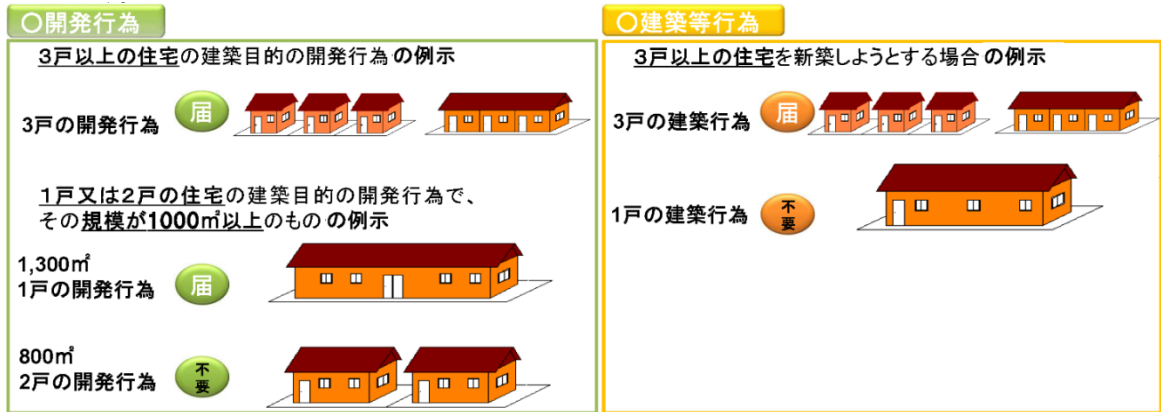 〇開発行為
3戸以上の住宅の建築目的の開発行為の例示
3戸の開発行為
届
1戸又は2戸の住宅の建築目的の開発行為で、
その規模が1000㎡以上のものの例示
1,300㎡
1戸の開発行為
届
800㎡
2戸の開発行為
不要
〇建築等行為
3戸以上の住宅を新築しようとする場合の例示
3戸の建築行為
届
1戸の建築行為
不要